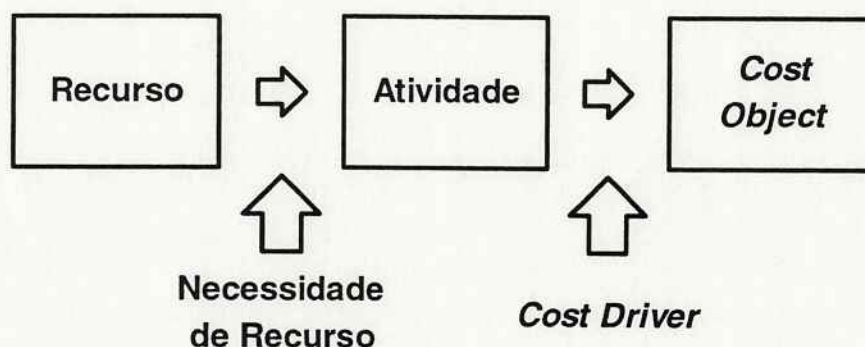 Recurso
Atividade
Cost
Object
Necessidade
de Recurso
Cost Driver